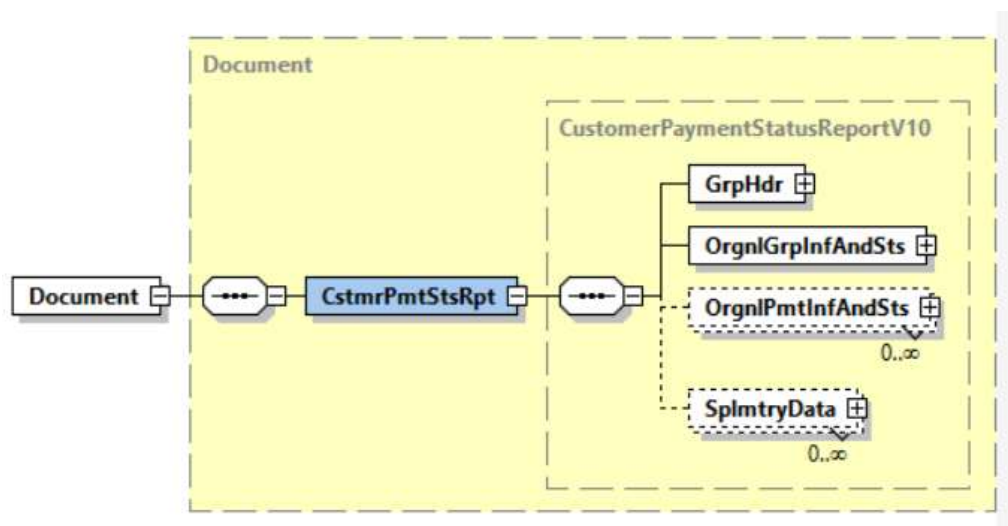 Document
CustomerPaymentStatusReportV10
GrpHdr
OrgnlGrpInfAndSts
Document
CstmrPmtStsRpt
OrgnlPmtInfAndSts
0..∞
SplmtryData
0..∞